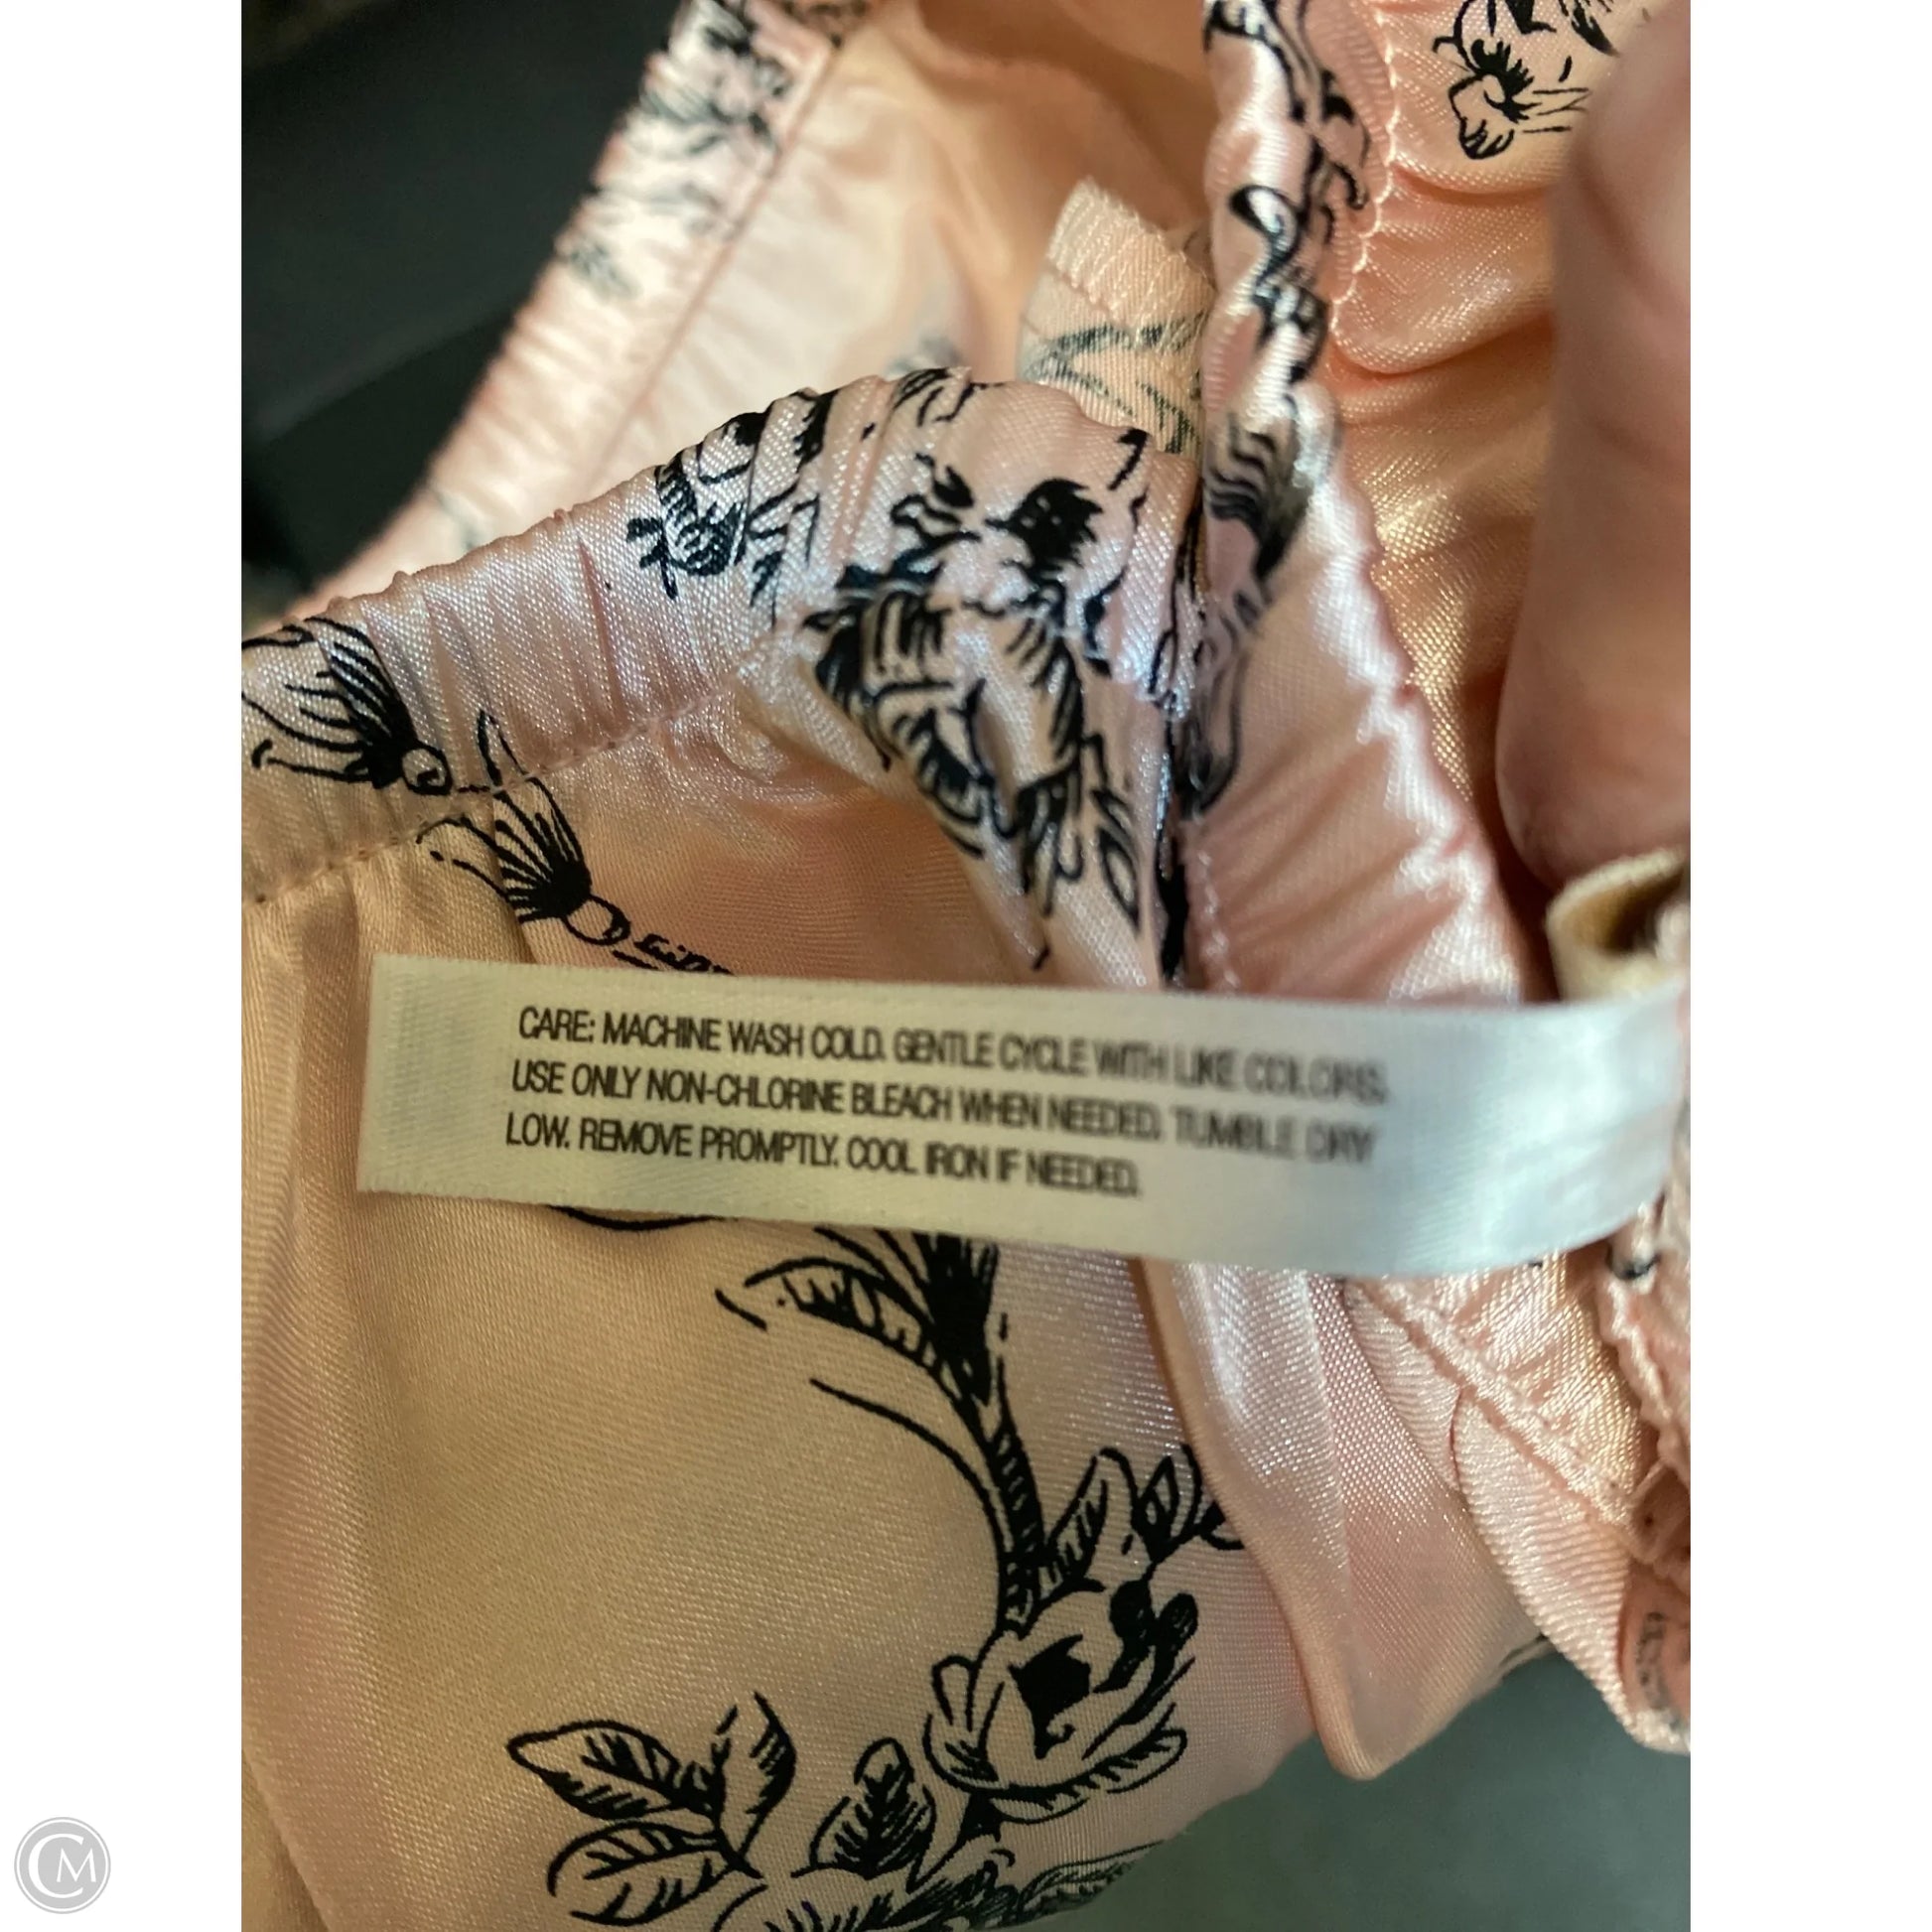 CARE: MACHINE WASH COLD. GENTLE CYCLE WITH LIKE COLORS.
USE ONLY NON-CHLORINE BLEACH WHEN NEEDED. TUMBLE DRY
LOW. REMOVE PROMPTLY. COOL IRON IF NEEDED.
CM